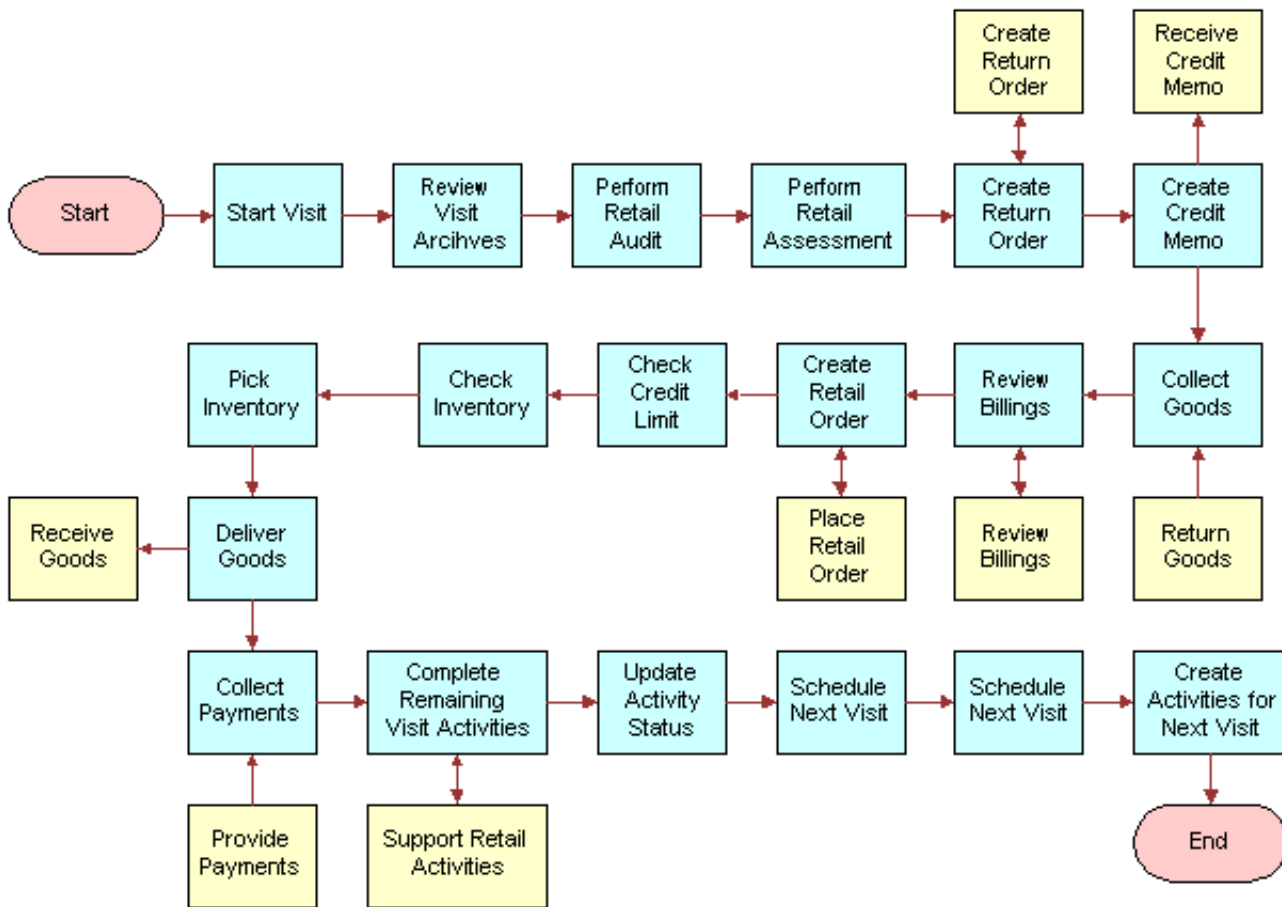 Create
Return
Order
Receive
Credit
Memo
Start
Start Visit
Review
Visit
Arcihves
Perform
Retail
Audit
Perform
Retail
Assessment
Create
Return
Order
Create
Credit
Memo
Pick
Inventory
Check
Inventory
Check
Credit
Limit
Create
Retail
Order
Review
Billings
Collect
Goods
Receive
Goods
Deliver
Goods
Place
Retail
Order
Review
Billings
Return
Goods
Collect
Payments
Complete
Remaining
Visit Activities
Update
Activity
Status
Schedule
Next Visit
Schedule
Next Visit
Create
Activities for
Next Visit
Provide
Payments
Support Retail
Activities
End